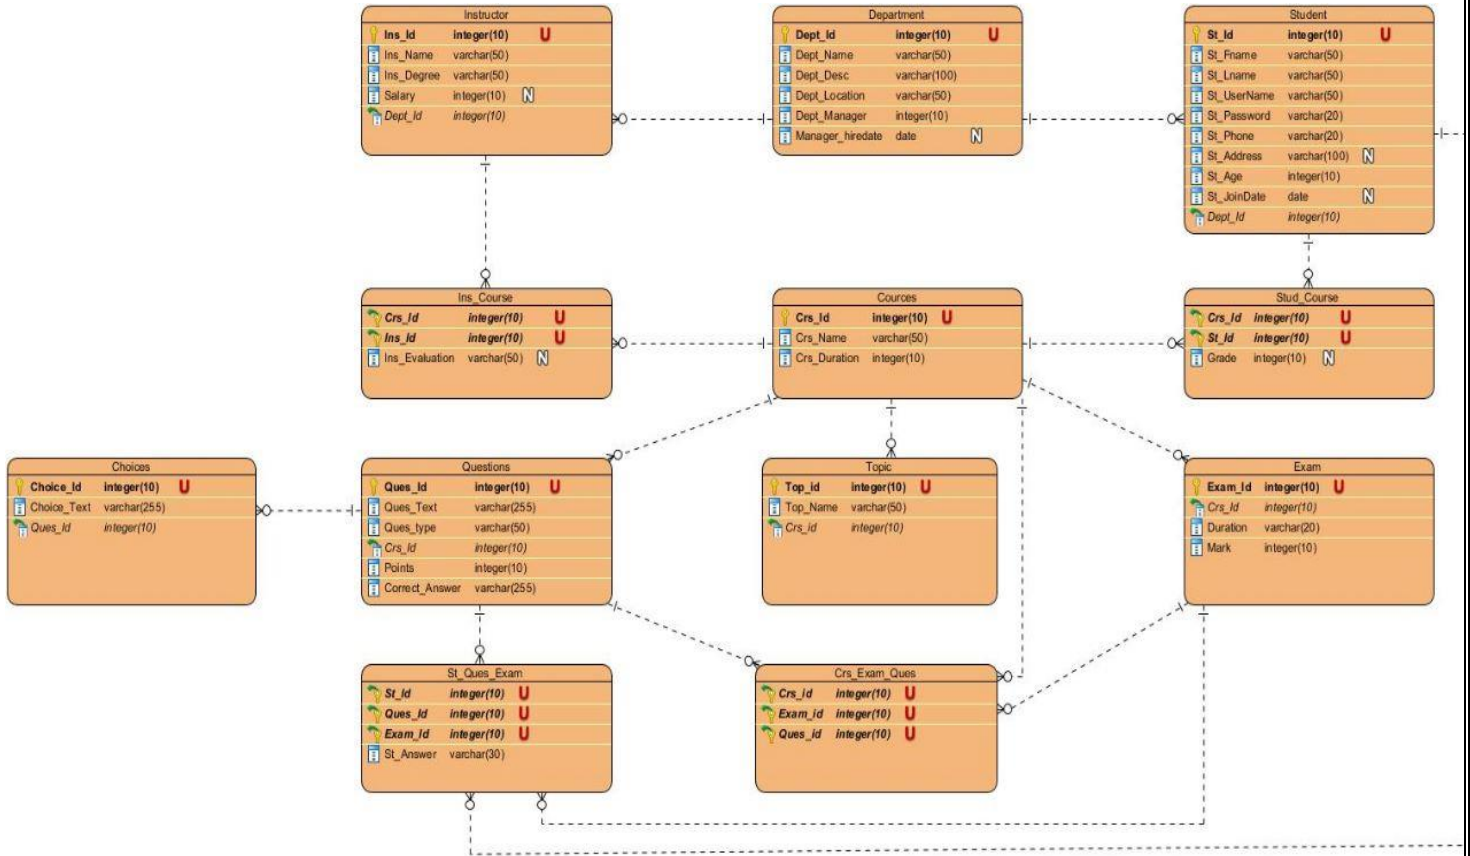 Instructor
Ins_Id integer(10) U
Ins_Name varchar(50)
Ins_Degree varchar(50)
Salary integer(10) N
Dept_Id integer(10)
Department
Dept_Id integer(10) U
Dept_Name varchar(50)
Dept_Desc varchar(100)
Dept_Location varchar(50)
Dept_Manager integer(10)
Manager_hiredate date N
Student
St_Id integer(10) U
St_Fname varchar(50)
St_Lname varchar(50)
St_UserName varchar(50)
St_Password varchar(20)
St_Phone varchar(20)
St_Address varchar(100) N
St_Age integer(10)
St_JoinDate date N
Dept_Id integer(10)
Ins_Course
Crs_Id integer(10) U
Ins_Id integer(10) U
Ins_Evaluation varchar(50) N
Cources
Crs_Id integer(10) U
Crs_Name varchar(50)
Crs_Duration integer(10)
Stud_Course
Crs_Id integer(10) U
St_Id integer(10) U
Grade integer(10) N
Choices
Choice_Id integer(10) U
Choice_Text varchar(255)
Ques_Id integer(10)
Questions
Ques_Id integer(10) U
Ques_Text varchar(255)
Ques_type varchar(50)
Crs_Id integer(10)
Points integer(10)
Correct_Answer varchar(255)
Topic
Top_id integer(10) U
Top_Name varchar(50)
Crs_id integer(10)
Exam
Exam_Id integer(10) U
Crs_Id integer(10)
Duration varchar(20)
Mark integer(10)
St_Ques_Exam
St_Id integer(10) U
Ques_Id integer(10) U
Exam_Id integer(10) U
St_Answer varchar(30)
Crs_Exam_Ques
Crs_id integer(10) U
Exam_id integer(10) U
Ques_id integer(10) U